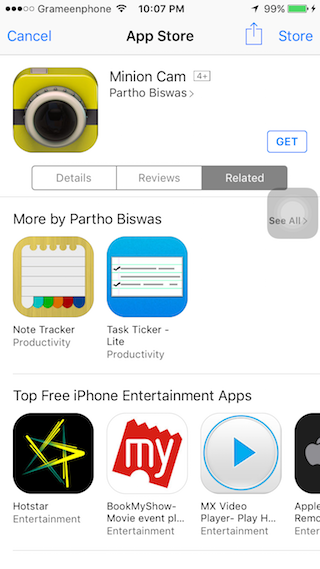 Grameenphone 10:07 PM 99%
Cancel App Store Store
Minion Cam 4+
Partho Biswas >
GET
Details Reviews Related
More by Partho Biswas See All >
Note Tracker
Productivity
Task Ticker -
Lite
Productivity
Top Free iPhone Entertainment Apps
my
Hotstar
Entertainment
BookMyShow-
Movie event pl...
Entertainment
MX Video
Player- Play H...
Entertainment
Apple
Remo
Entert